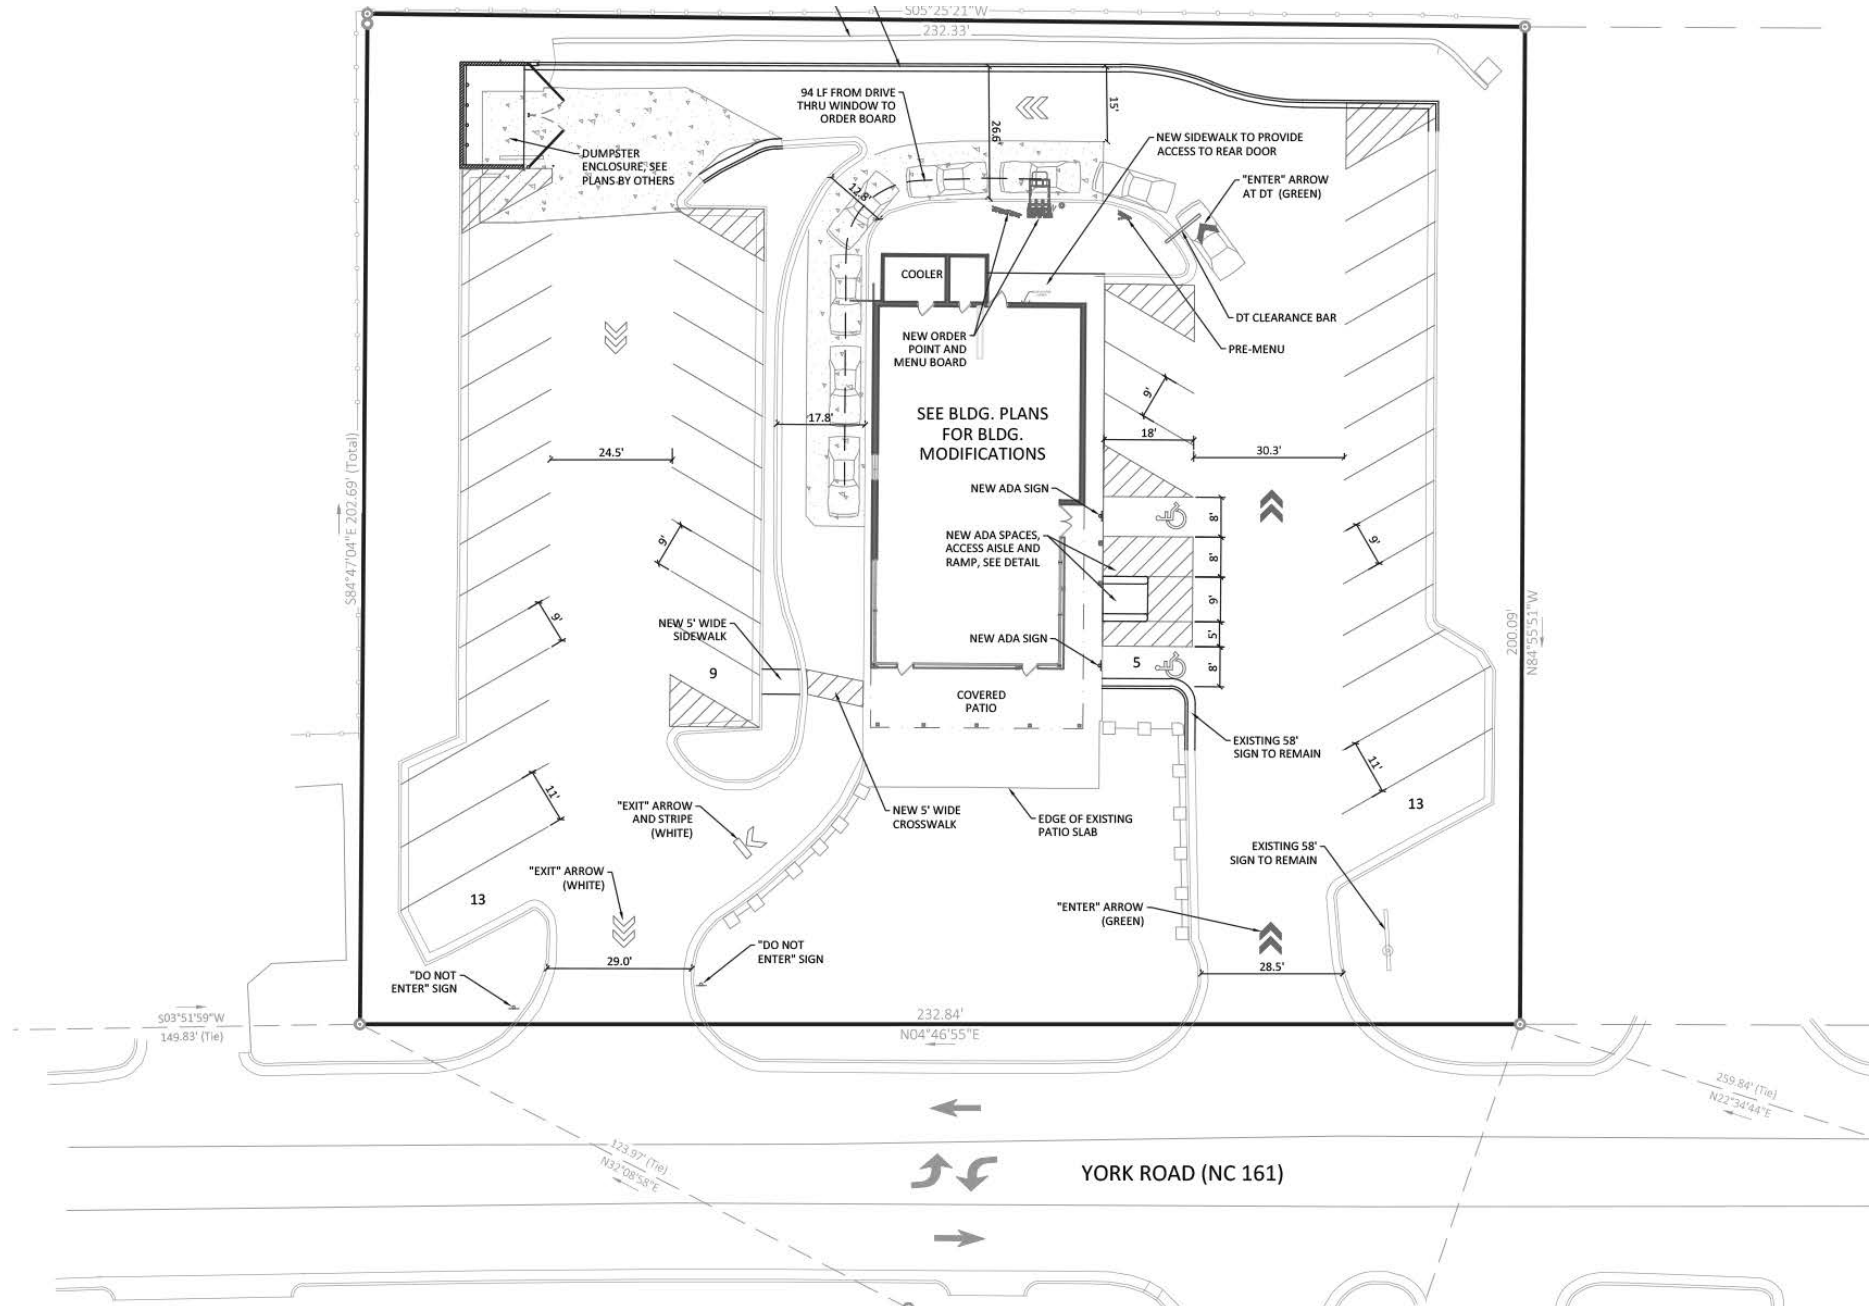 S05°25'21"W
232.33'
94 LF FROM DRIVE
THRU WINDOW TO
ORDER BOARD
26.6'
15'
NEW SIDEWALK TO PROVIDE
ACCESS TO REAR DOOR
"ENTER" ARROW
AT DT (GREEN)
DUMPSTER
ENCLOSURE, SEE
PLANS BY OTHERS
12.8'
COOLER
DT CLEARANCE BAR
NEW ORDER
POINT AND
MENU BOARD
PRE-MENU
9'
17.8'
SEE BLDG. PLANS
FOR BLDG.
MODIFICATIONS
18'
30.3'
24.5'
S84°47'04"E 202.69' (Total)
NEW ADA SIGN
8'
NEW ADA SPACES,
ACCESS AISLE AND
RAMP, SEE DETAIL
8'
9'
9'
9'
9'
NEW 5' WIDE
SIDEWALK
NEW ADA SIGN
5'
8'
5
9
200.09'
N84°55'51"W
COVERED
PATIO
EXISTING 58'
SIGN TO REMAIN
11'
11'
13
"EXIT" ARROW
AND STRIPE
(WHITE)
NEW 5' WIDE
CROSSWALK
EDGE OF EXISTING
PATIO SLAB
EXISTING 58'
SIGN TO REMAIN
"EXIT" ARROW
(WHITE)
13
"ENTER" ARROW
(GREEN)
"DO NOT
ENTER" SIGN
29.0'
28.5'
"DO NOT
ENTER" SIGN
S03°51'59"W
149.83' (Tie)
232.84'
N04°46'55"E
259.84' (Tie)
N22°34'44"E
123.97' (Tie)
N32°08'58"E
YORK ROAD (NC 161)